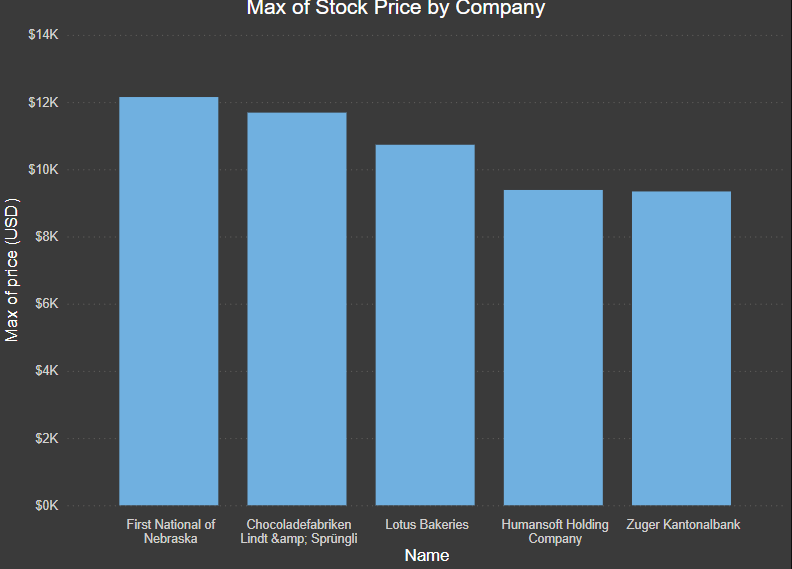 Max of Stock Price by Company
$14K
$12K
$10K
$8K
$6K
$4K
$2K
$0K
Max of price (USD)
First National of
Nebraska
Chocoladefabriken
Lindt &amp; Sprüngli
Lotus Bakeries
Humansoft Holding
Company
Zuger Kantonalbank
Name